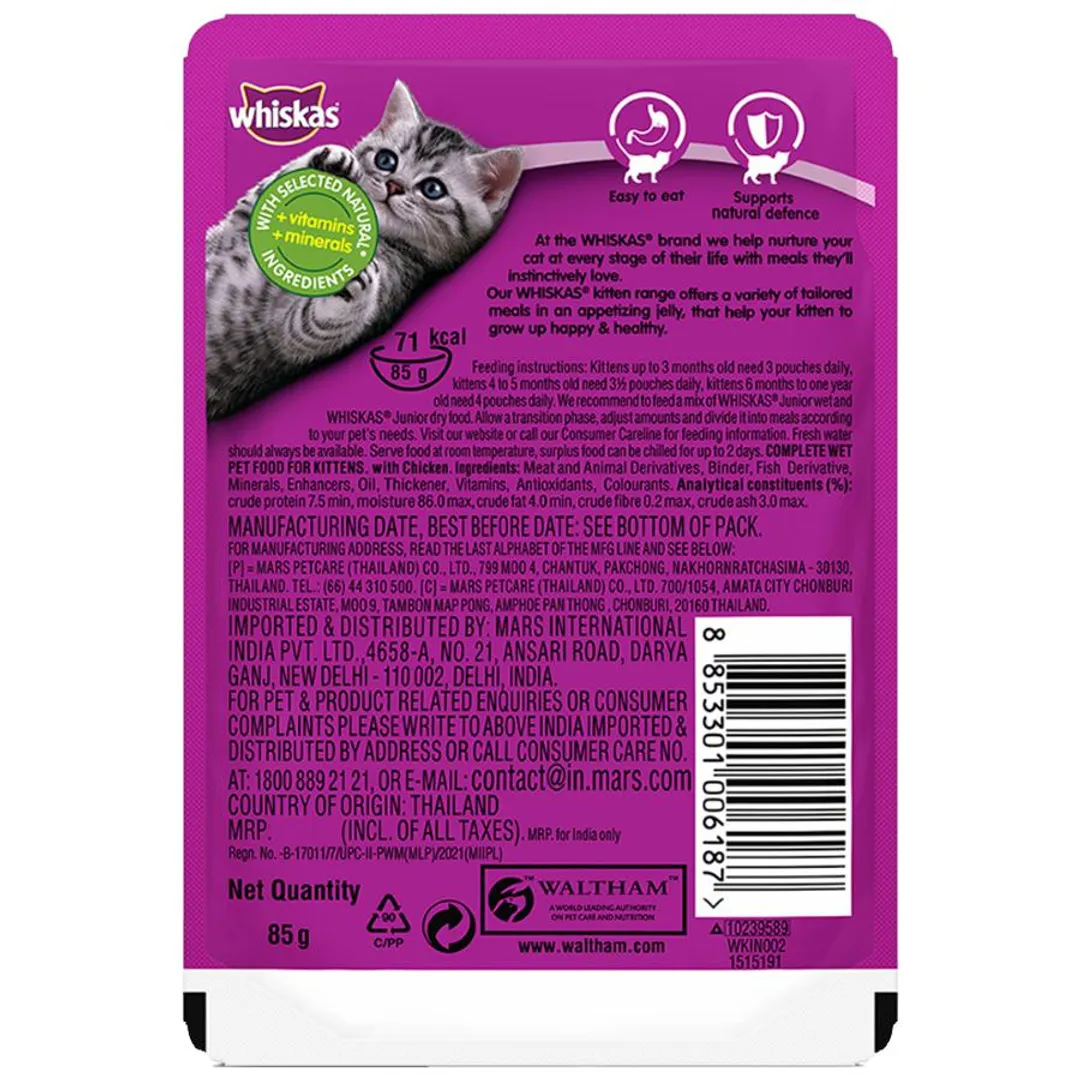 whiskas
WITH SELECTED NATURAL*
+ vitamins
+ minerals
INGREDIENTS
Easy to eat
Supports
natural defence
At the WHISKAS® brand we help nurture your
cat at every stage of their life with meals they'll
instinctively love.
Our WHISKAS® kitten range offers a variety of tailored
meals in an appetizing jelly, that help your kitten to
grow up happy & healthy.
71 kcal
85 g
Feeding instructions: Kittens up to 3 months old need 3 pouches daily,
kittens 4 to 5 months old need 3½ pouches daily, kittens 6 months to one year
old need 4 pouches daily. We recommend to feed a mix of WHISKAS® Junior wet and
WHISKAS® Junior dry food. Allow a transition phase, adjust amounts and divide it into meals according
to your pet's needs. Visit our website or call our Consumer Careline for feeding information. Fresh water
should always be available. Serve food at room temperature, surplus food can be chilled for up to 2 days. COMPLETE WET
PET FOOD FOR KITTENS. with Chicken. Ingredients: Meat and Animal Derivatives, Binder, Fish Derivative,
Minerals, Enhancers, Oil, Thickener, Vitamins, Antioxidants, Colourants. Analytical constituents (%):
crude protein 7.5 min, moisture 86.0 max, crude fat 4.0 min, crude fibre 0.2 max, crude ash 3.0 max.
MANUFACTURING DATE, BEST BEFORE DATE: SEE BOTTOM OF PACK.
FOR MANUFACTURING ADDRESS, READ THE LAST ALPHABET OF THE MFG LINE AND SEE BELOW:
[P] = MARS PETCARE (THAILAND) CO., LTD., 799 MOO 4, CHANTUK, PAKCHONG, NAKHORNRATCHASIMA - 30130,
THAILAND. TEL.: (66) 44 310 500. [C] = MARS PETCARE (THAILAND) CO., LTD. 700/1054, AMATA CITY CHONBURI
INDUSTRIAL ESTATE, MOO 9, TAMBON MAP PONG, AMPHOE PAN THONG , CHONBURI, 20160 THAILAND.
IMPORTED & DISTRIBUTED BY: MARS INTERNATIONAL
INDIA PVT. LTD.,4658-A, NO. 21, ANSARI ROAD, DARYA
GANJ, NEW DELHI - 110 002, DELHI, INDIA.
FOR PET & PRODUCT RELATED ENQUIRIES OR CONSUMER
COMPLAINTS PLEASE WRITE TO ABOVE INDIA IMPORTED &
DISTRIBUTED BY ADDRESS OR CALL CONSUMER CARE NO.
AT: 1800 889 21 21, OR E-MAIL: contact@in.mars.com
COUNTRY OF ORIGIN: THAILAND
MRP. (INCL. OF ALL TAXES). MRP. for India only
Regn. No. -B-17011/7/UPC-II-PWM(MLP)/2021(MIIPL)
Net Quantity
85 g
90
C/PP
WALTHAM™
A WORLD LEADING AUTHORITY
ON PET CARE AND NUTRITION
www.waltham.com
8 853301 006187 >
10239589
WKIN002
1515191